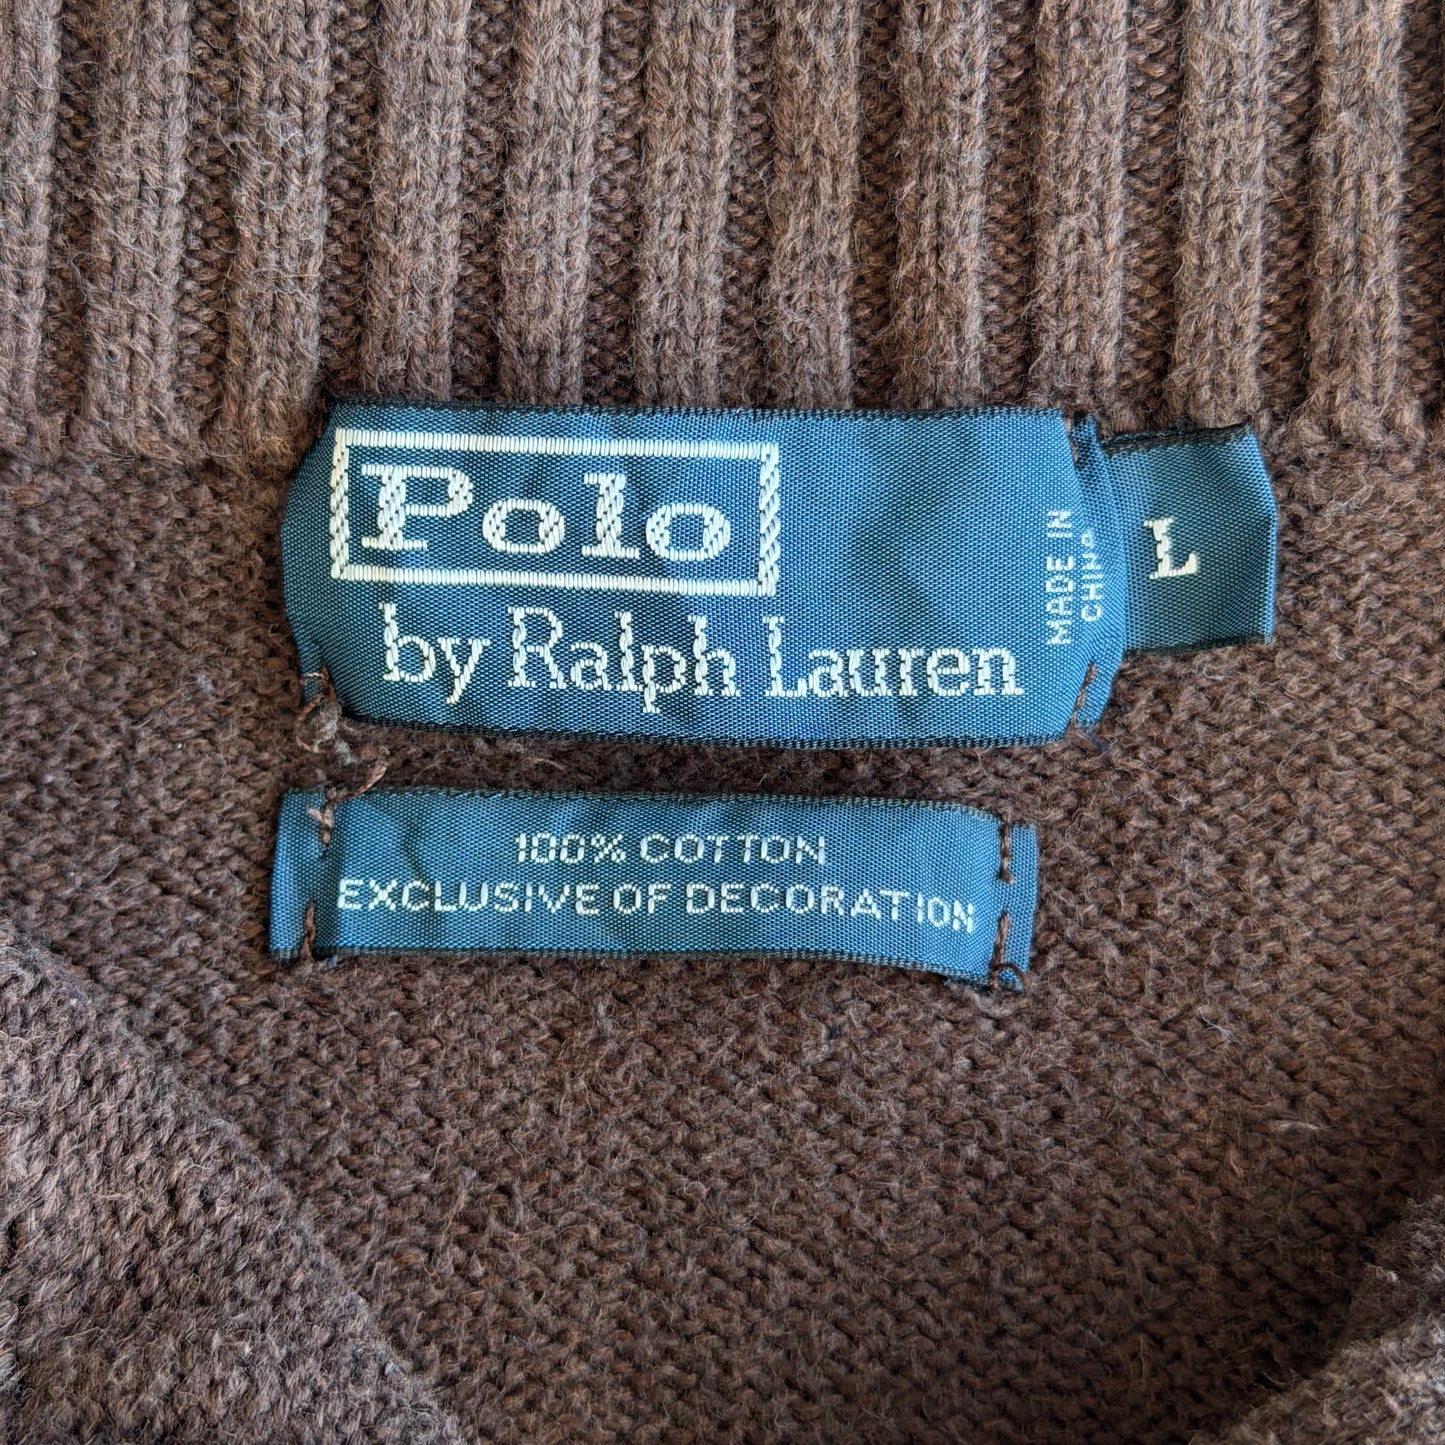 Polo
by Ralph Lauren
MADE IN
CHINA
L
100% COTTON
EXCLUSIVE OF DECORATION